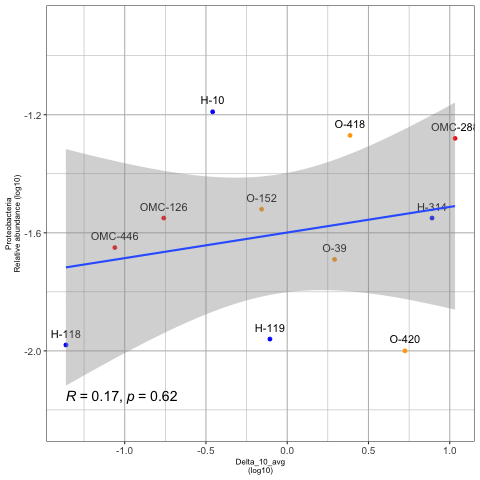 H-10
O-418
OMC-28
O-152
OMC-126
H-314
OMC-446
O-39
H-118
H-119
O-420
R = 0.17, p = 0.62
-1.2
-1.6
-2.0
-1.0
-0.5
0.0
0.5
1.0
Proteobacteria
Relative abundance (log10)
Delta_10_avg
(log10)